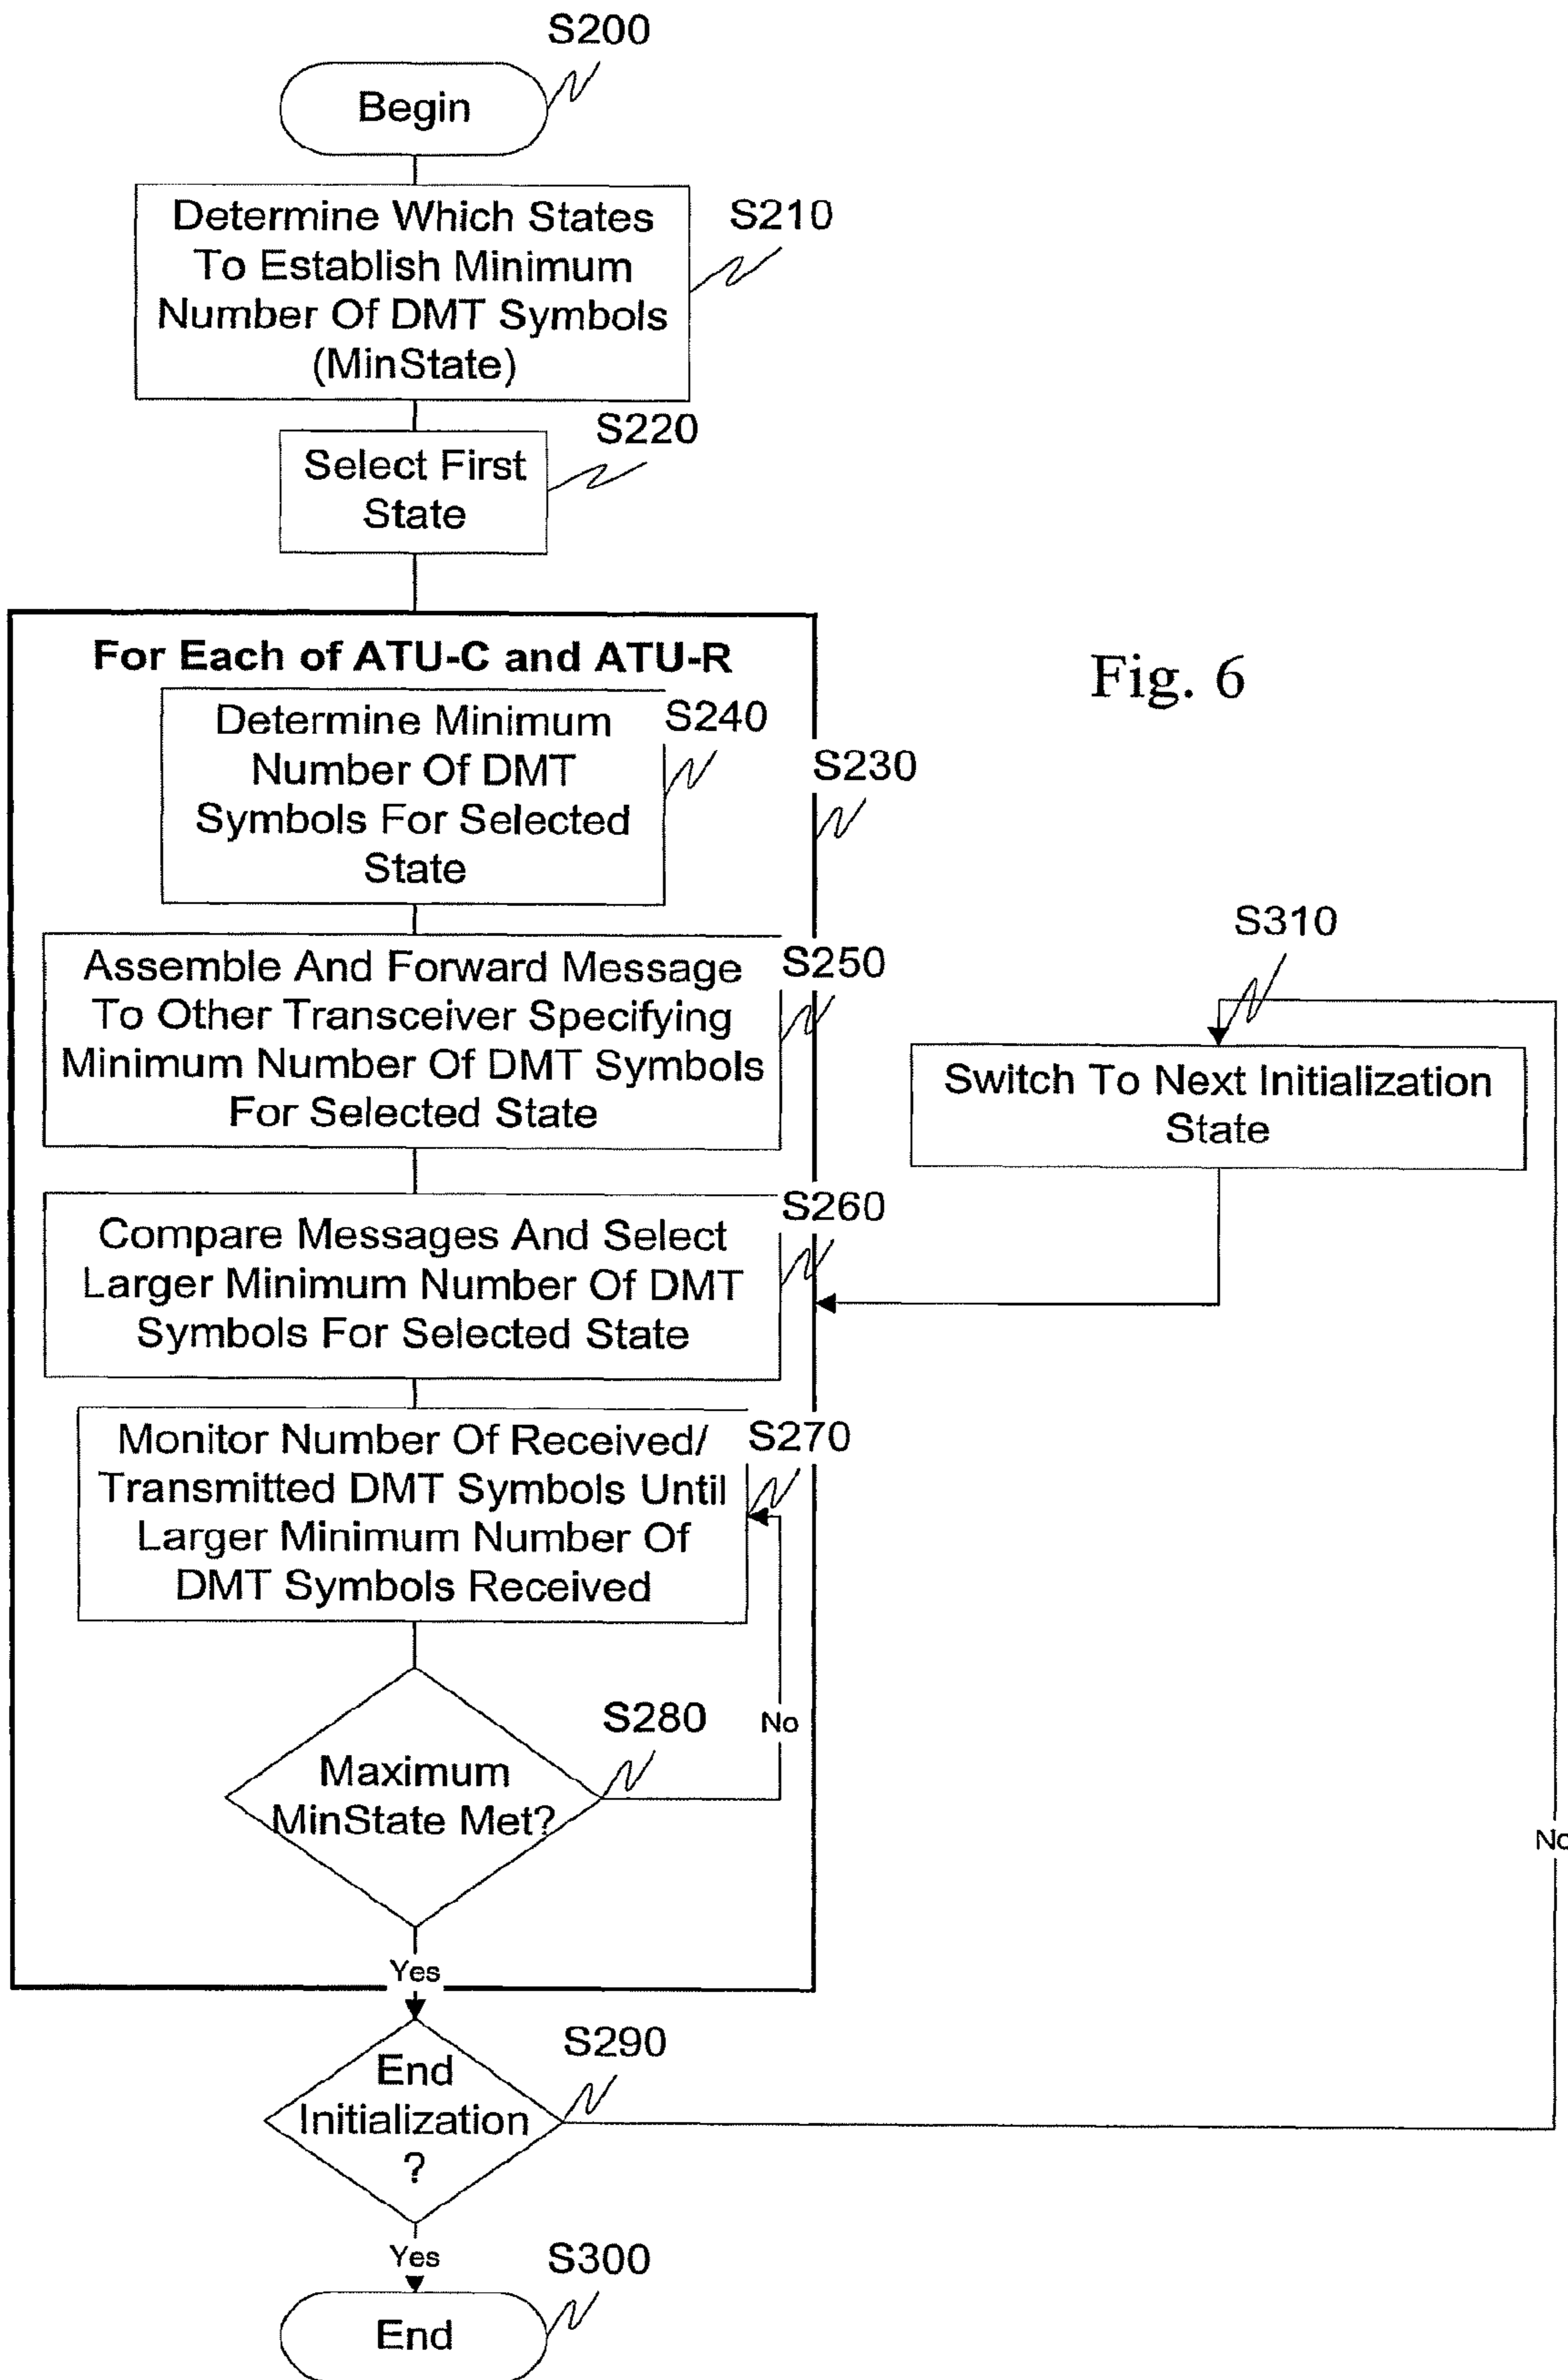 S200
Begin
Determine Which States
To Establish Minimum
Number Of DMT Symbols
(MinState)
S210
S220
Select First
State
For Each of ATU-C and ATU-R
Fig. 6
Determine Minimum
Number Of DMT
Symbols For Selected
State
S240
S230
Assemble And Forward Message
To Other Transceiver Specifying
Minimum Number Of DMT Symbols
For Selected State
S250
S310
Switch To Next Initialization
State
Compare Messages And Select
Larger Minimum Number Of DMT
Symbols For Selected State
S260
Monitor Number Of Received/
Transmitted DMT Symbols Until
Larger Minimum Number Of
DMT Symbols Received
S270
Maximum
MinState Met?
S280
No
No
Yes
End
Initialization
?
S290
Yes
S300
End